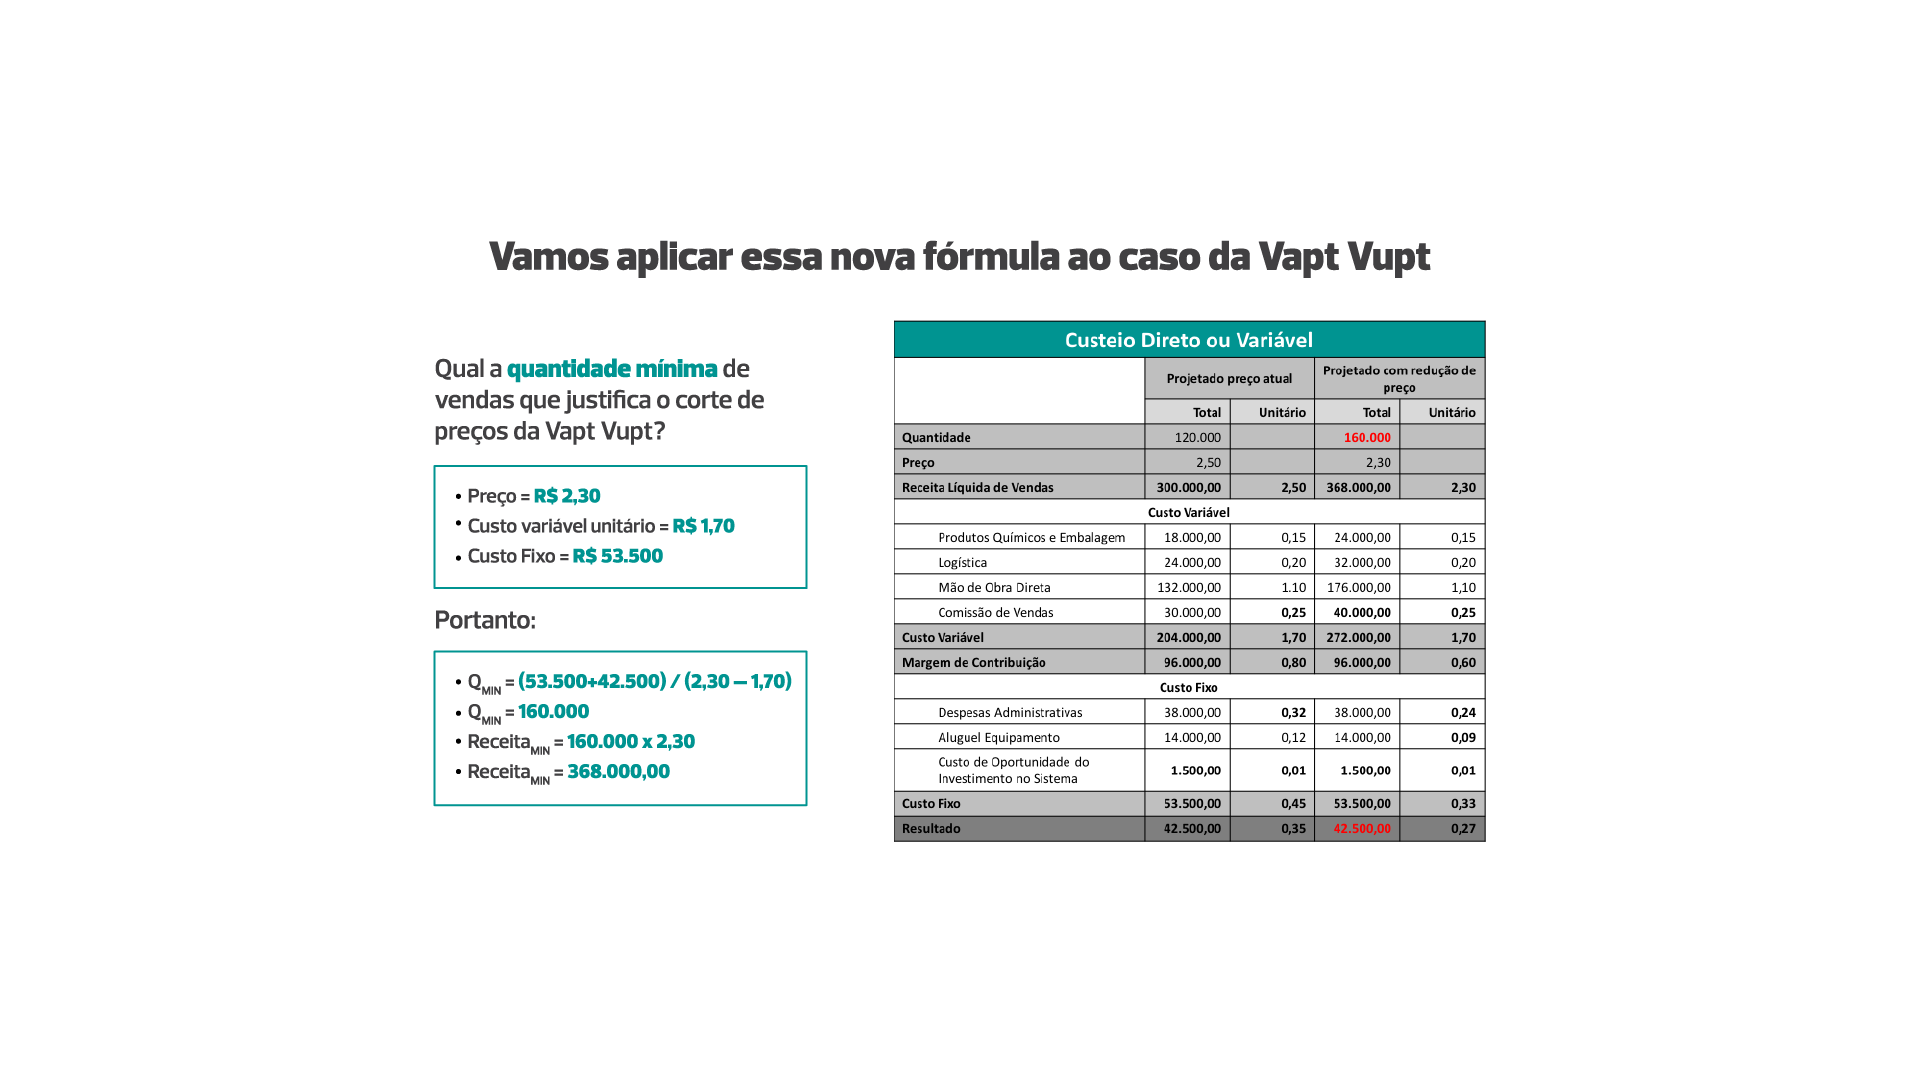 Vamos aplicar essa nova fórmula ao caso da Vapt Vupt
Qual a quantidade mínima de
vendas que justifica o corte de
preços da Vapt Vupt?
• Preço = R$ 2,30
• Custo variável unitário = R$ 1,70
• Custo Fixo = R$ 53.500
Portanto:
• QMIN = (53.500+42.500) / (2,30 – 1,70)
• QMIN = 160.000
• ReceitaMIN = 160.000 x 2,30
• ReceitaMIN = 368.000,00
Custeio Direto ou Variável
Projetado preço atual Projetado com redução de
preço
Total Unitário Total Unitário
Quantidade 120.000 160.000
Preço 2,50 2,30
Receita Líquida de Vendas 300.000,00 2,50 368.000,00 2,30
Custo Variável
Produtos Químicos e Embalagem 18.000,00 0,15 24.000,00 0,15
Logística 24.000,00 0,20 32.000,00 0,20
Mão de Obra Direta 132.000,00 1.10 176.000,00 1,10
Comissão de Vendas 30.000,00 0,25 40.000,00 0,25
Custo Variável 204.000,00 1,70 272.000,00 1,70
Margem de Contribuição 96.000,00 0,80 96.000,00 0,60
Custo Fixo
Despesas Administrativas 38.000,00 0,32 38.000,00 0,24
Aluguel Equipamento 14.000,00 0,12 14.000,00 0,09
Custo de Oportunidade do
Investimento no Sistema 1.500,00 0,01 1.500,00 0,01
Custo Fixo 53.500,00 0,45 53.500,00 0,33
Resultado 42.500,00 0,35 42.500,00 0,27